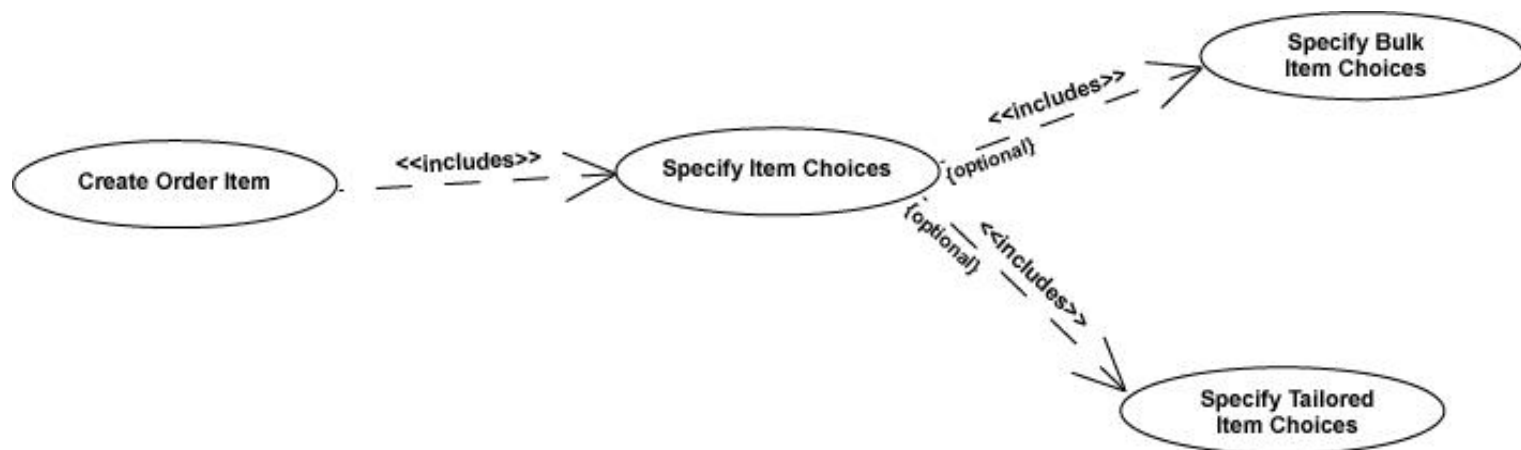 Create Order Item
<<includes>>
Specify Item Choices
<<includes>>
{optional}
Specify Bulk
Item Choices
<<includes>>
{optional}
Specify Tailored
Item Choices